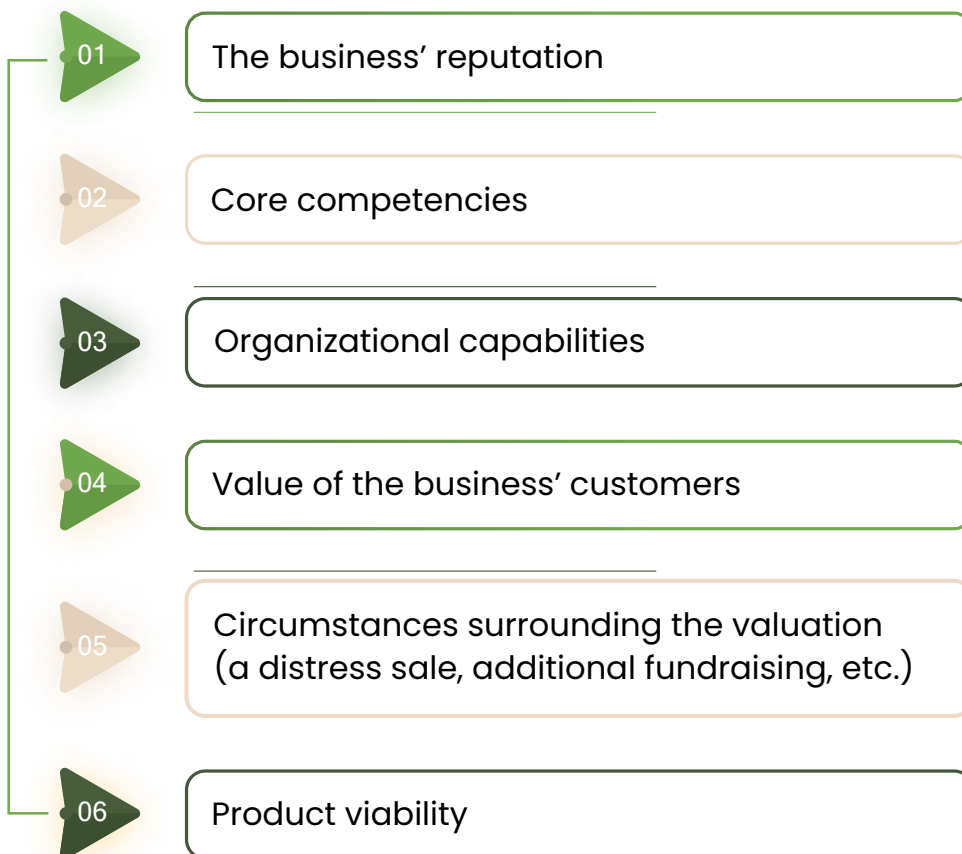 01
The business’ reputation
02
Core competencies
03
Organizational capabilities
04
Value of the business’ customers
05
Circumstances surrounding the valuation
(a distress sale, additional fundraising, etc.)
06
Product viability